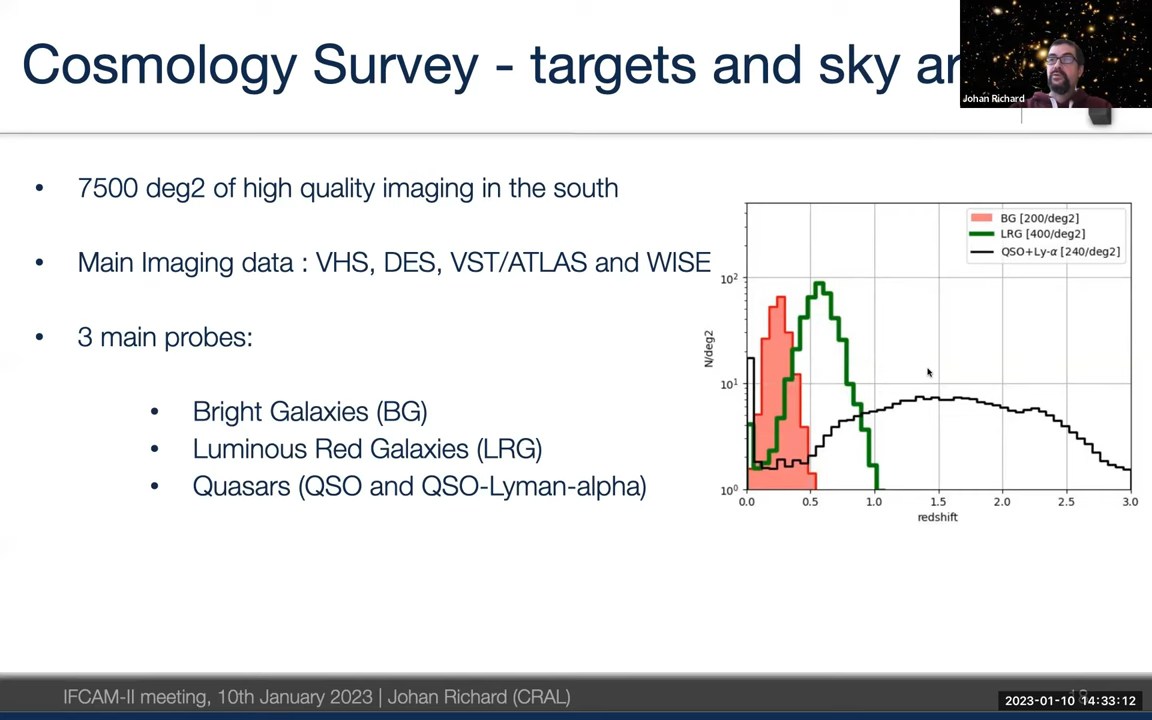 Cosmology Survey - targets and sky ar
Johan Richard
• 7500 deg2 of high quality imaging in the south
• Main Imaging data : VHS, DES, VST/ATLAS and WISE
• 3 main probes:
• Bright Galaxies (BG)
• Luminous Red Galaxies (LRG)
• Quasars (QSO and QSO-Lyman-alpha)
BG [200/deg2]
LRG [400/deg2]
QSO+Ly-α [240/deg2]
10²
10¹
10⁰
N/deg2
0.0 0.5 1.0 1.5 2.0 2.5 3.0
redshift
IFCAM-II meeting, 10th January 2023 | Johan Richard (CRAL)
2023-01-10 14:33:12